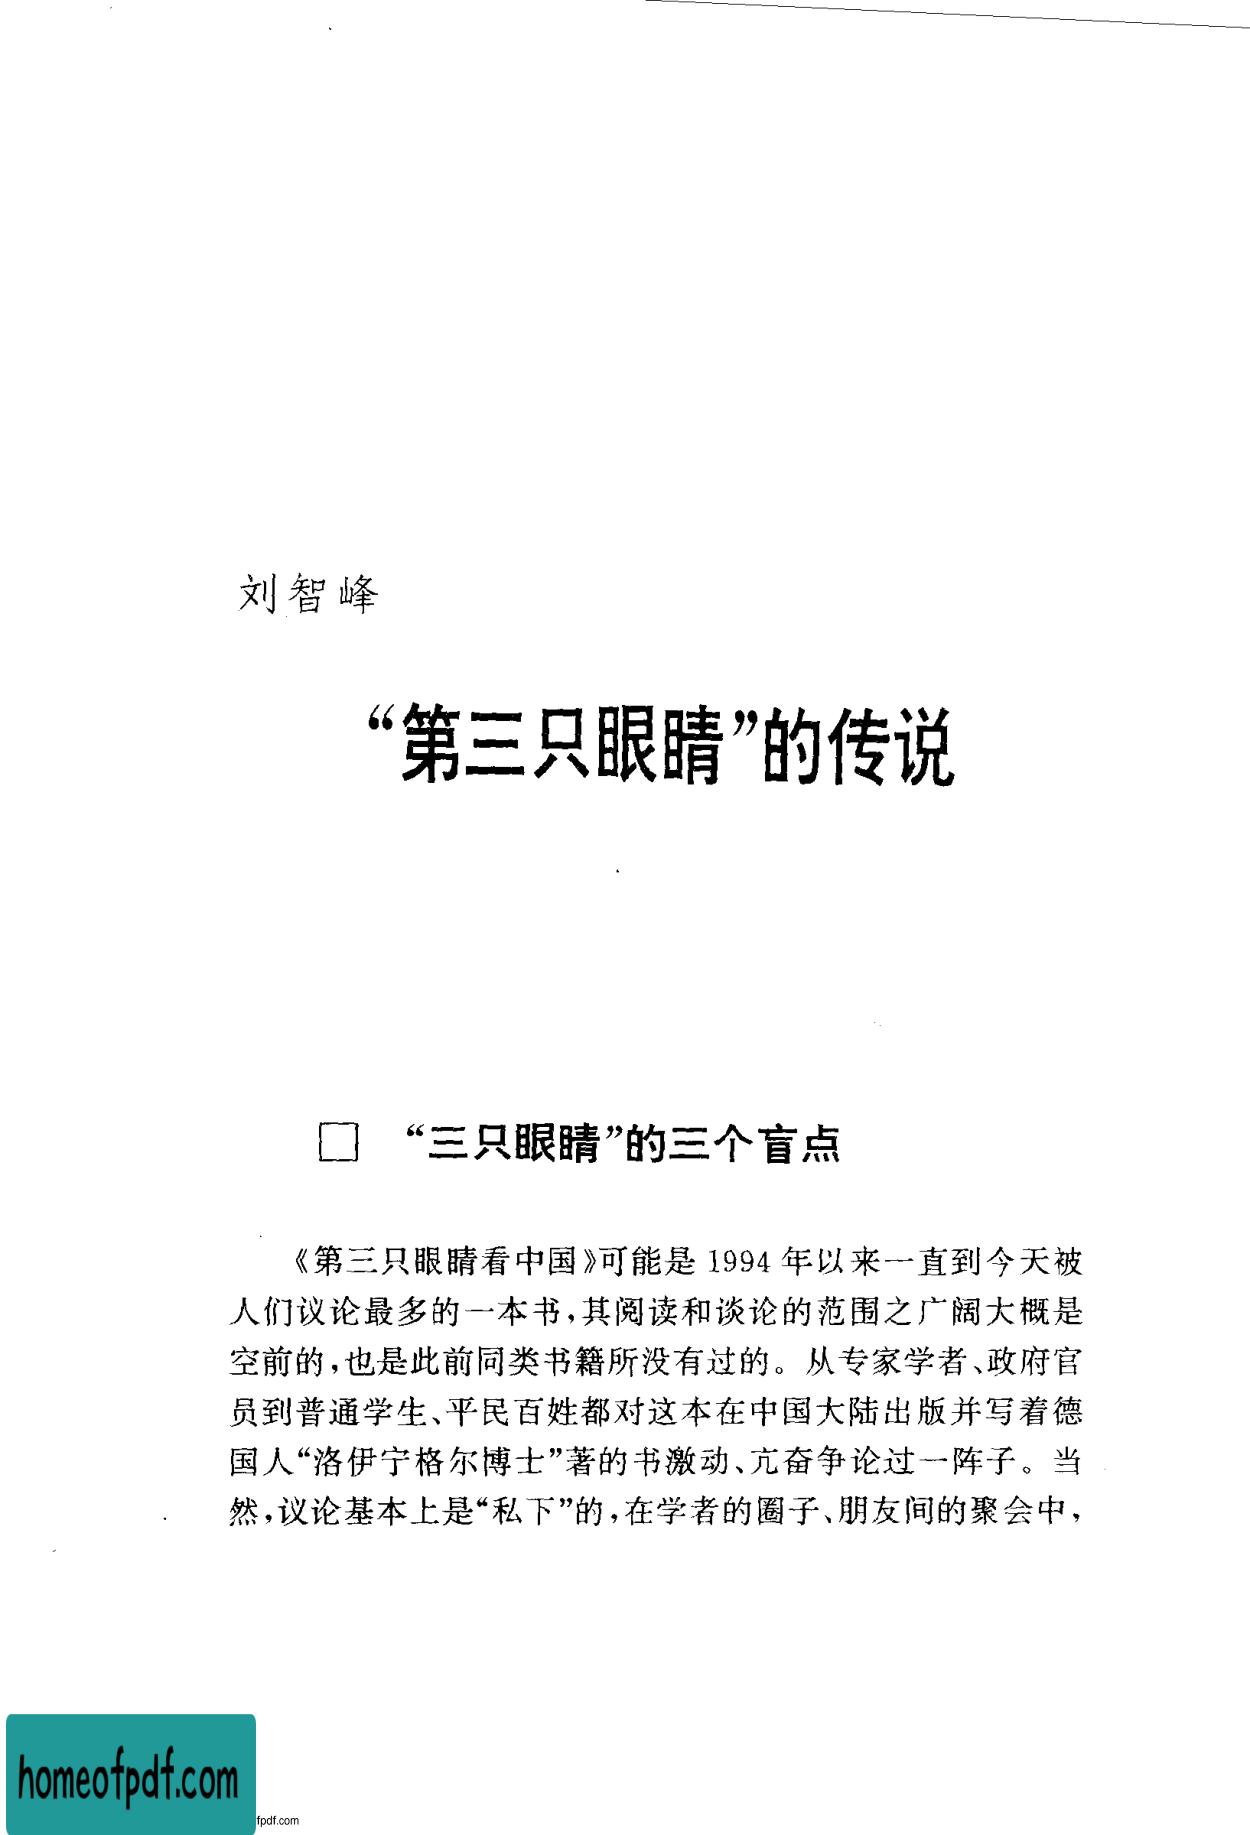 刘智峰
“第三只眼睛”的传说
□ “三只眼睛”的三个盲点
《第三只眼睛看中国》可能是 1994 年以来一直到今天被
人们议论最多的一本书，其阅读和谈论的范围之广阔大概是
空前的，也是此前同类书籍所没有过的。从专家学者、政府官
员到普通学生、平民百姓都对这本在中国大陆出版并写着德
国人“洛伊宁格尔博士”著的书激动、亢奋争论过一阵子。当
然，议论基本上是“私下”的，在学者的圈子、朋友间的聚会中，
homeofpdf.com
fpdf.com